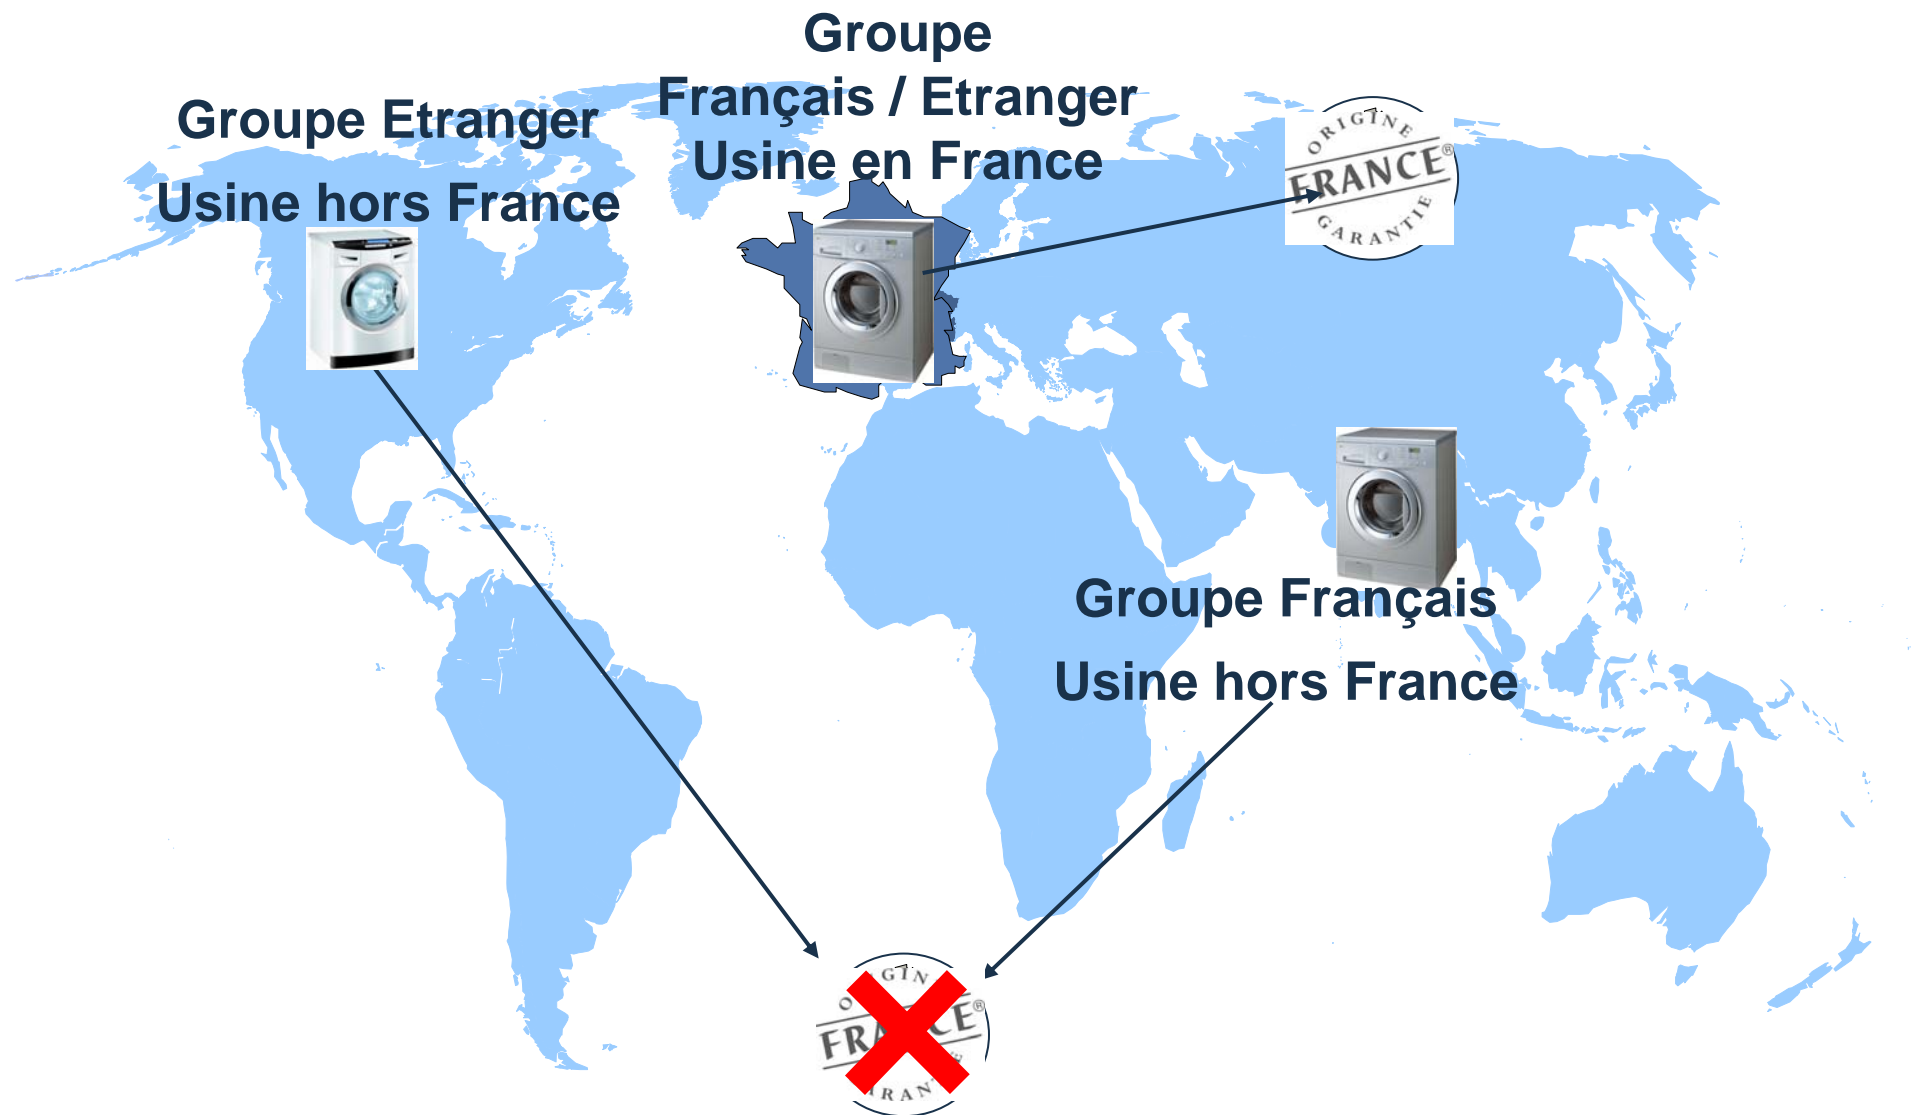 Groupe
Français / Etranger
Usine en France
Groupe Etranger
Usine hors France
ORIGINE
FRANCE®
GARANTIE
Groupe Français
Usine hors France